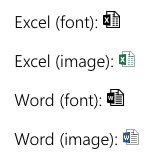 Excel (font):
Excel (image):
Word (font):
Word (image):